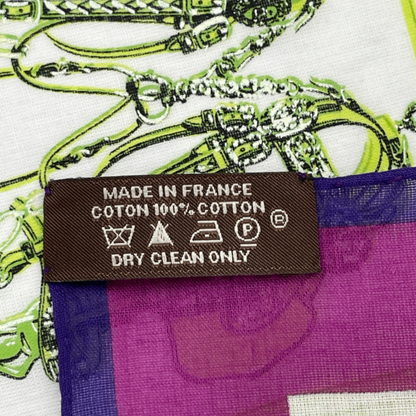 MADE IN FRANCE
COTON 100% COTTON
P ®
DRY CLEAN ONLY